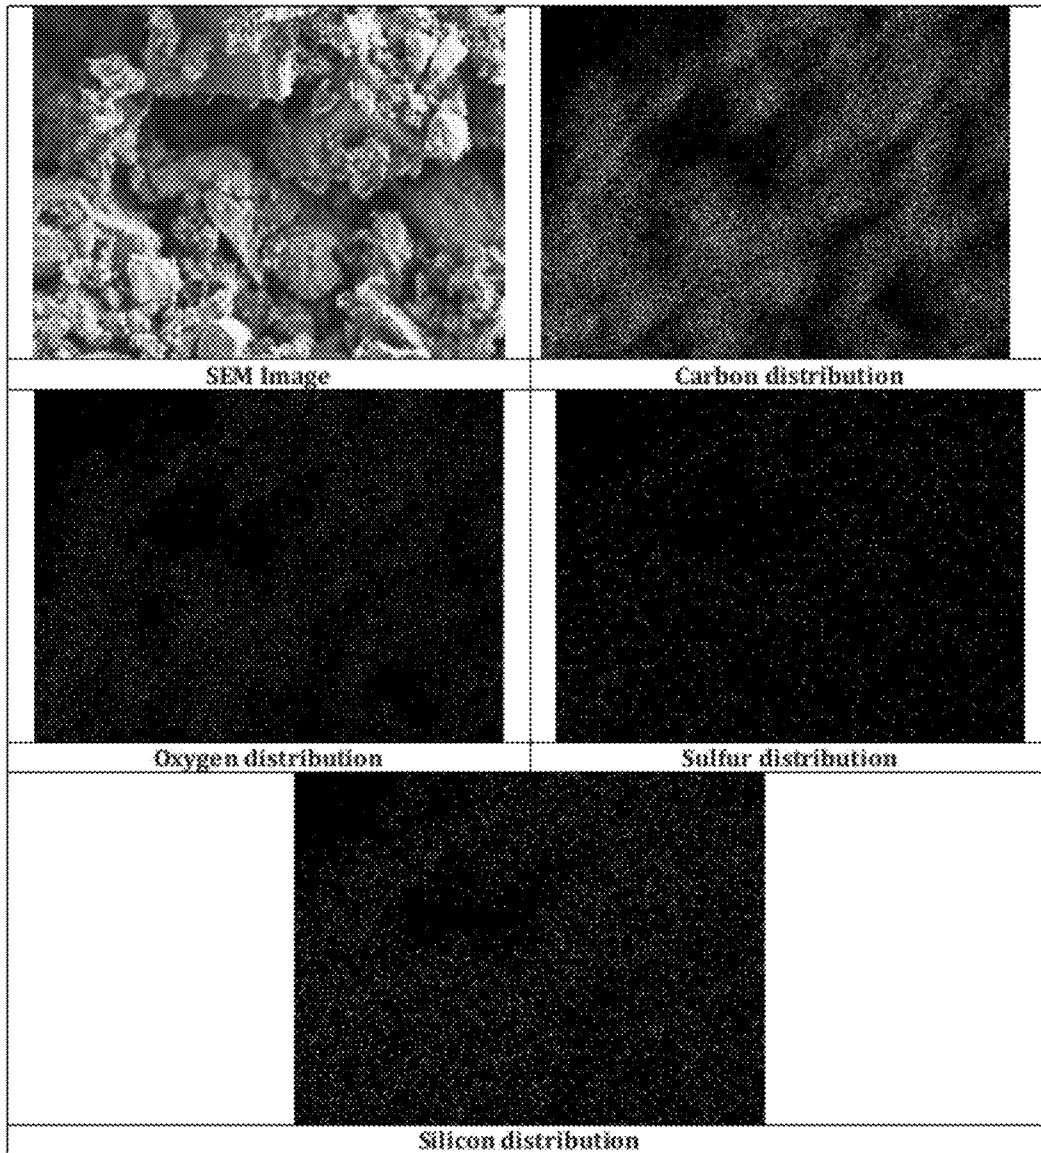 SEM Image
Carbon distribution
Oxygen distribution
Sulfur distribution
Silicon distribution